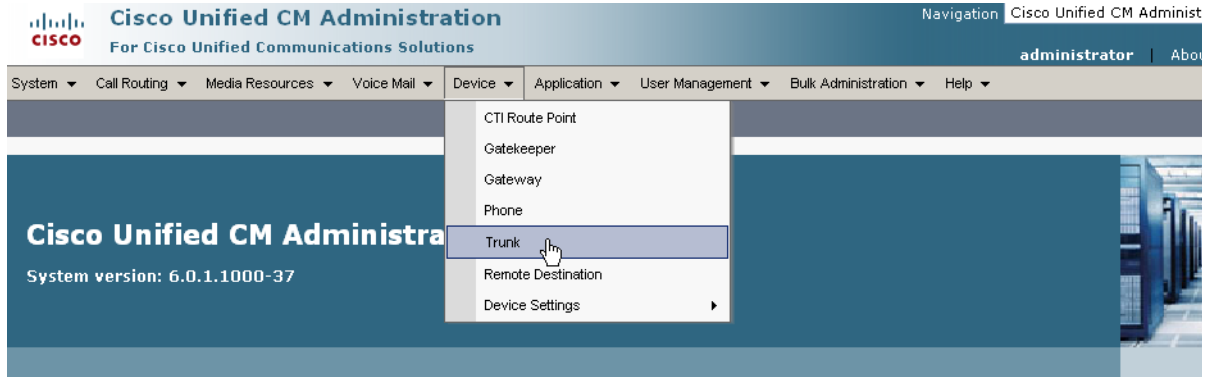 Cisco Unified CM Administration
Navigation Cisco Unified CM Administ
CISCO
For Cisco Unified Communications Solutions
administrator | Abou
System Call Routing Media Resources Voice Mail Device Application User Management Bulk Administration Help
CTI Route Point
Gatekeeper
Gateway
Phone
Trunk
Cisco Unified CM Administra
Remote Destination
System version: 6.0.1.1000-37
Device Settings